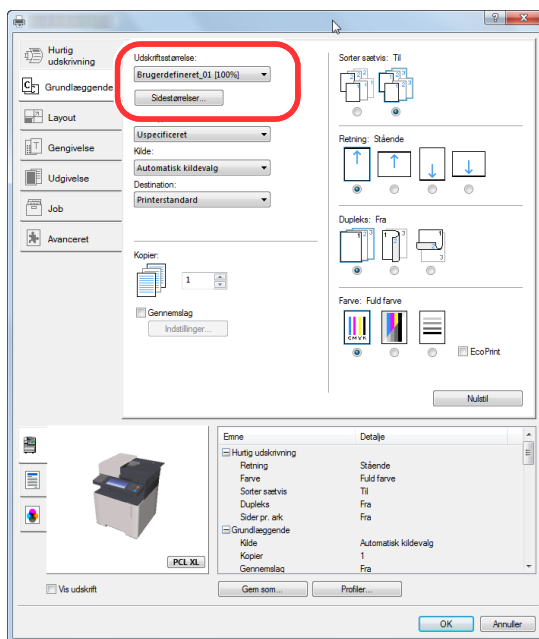 Hurtig
udskrivning
Grundlæggende
Layout
Gengivelse
Udgivelse
Job
Avanceret
Udskriftsstørrelse:
Brugerdefineret_01 [100%]
Sidestørrelser...
Uspecificeret
Kilde:
Automatisk kildevalg
Destination:
Printerstandard
Kopier:
1
Gennemslag
Indstillinger...
Sorter sætvis: Til
Retning: Stående
Dupleks: Fra
Farve: Fuld farve
CMYK
EcoPrint
Nulstil
PCL XL
Vis udskrift
Emne Detalje
Hurtig udskrivning
Retning Stående
Farve Fuld farve
Sorter sætvis Til
Dupleks Fra
Sider pr. ark Fra
Grundlæggende
Kilde Automatisk kildevalg
Kopier 1
Gennemslag Fra
Gem som... Profiler...
OK Annuller